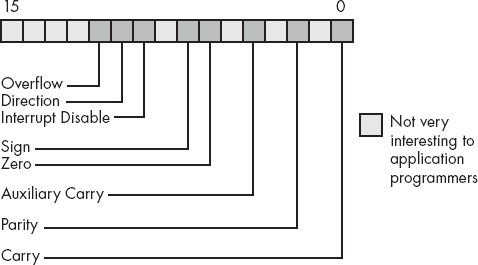 15 0
Overflow
Direction
Interrupt Disable
Sign
Zero
Auxiliary Carry
Parity
Carry
Not very
interesting to
application
programmers